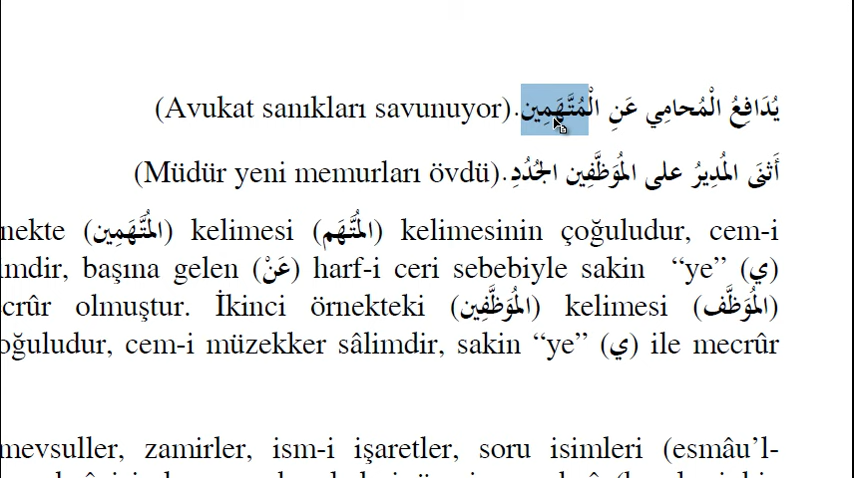 يُدَافِعُ الْمُحامِي عَنِ الْمُتَّهَمِين.(Avukat sanıkları savunuyor)
أَثنَى المُدِيرُ على المُوَظَّفِين الجُدُدِ.(Müdür yeni memurları övdü)
nekte (المُتَّهَمِين) kelimesi (المُتَّهَم) kelimesinin çoğuludur, cem-i
imdir, başına gelen (عَنْ) harf-i ceri sebebiyle sakin “ye” (ي)
crûr olmuştur. İkinci örnekteki (المُوَظَّفِين) kelimesi (المُوَظَّف)
oğuludur, cem-i müzekker sâlimdir, sakin “ye” (ي) ile mecrûr
mevsuller, zamirler, ism-i işaretler, soru isimleri (esmâu’l-